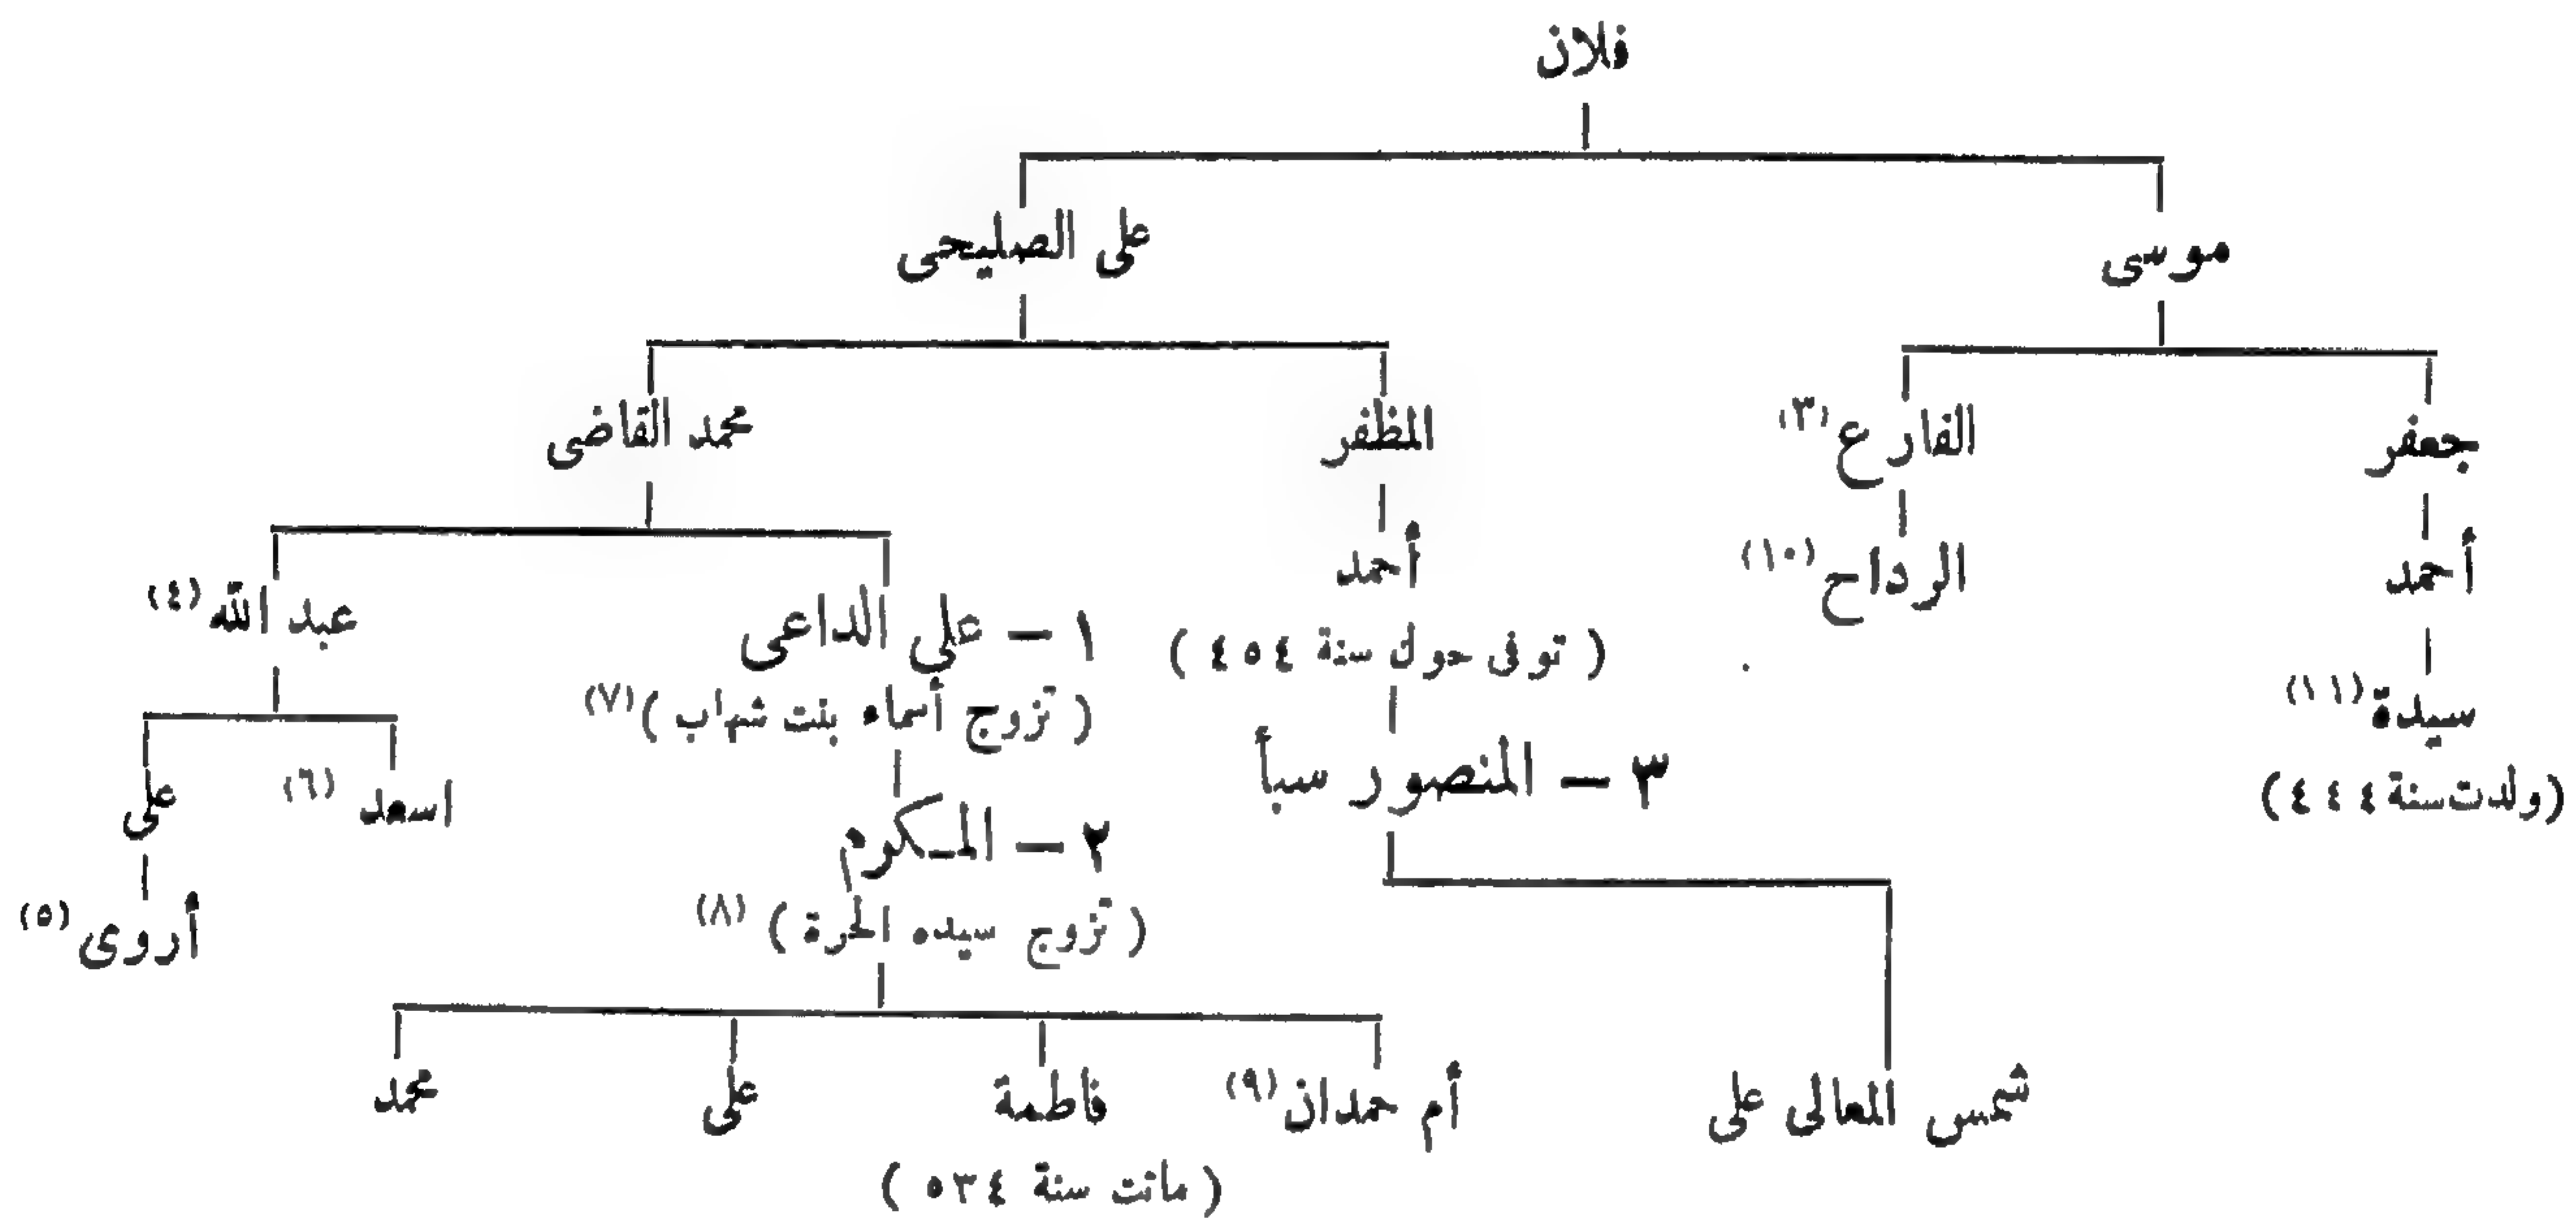 فلان
موسى
على الصليحى
جعفر
الفارع (٣)
المظفر
محمد القاضى
أحمد
الرداح (١٠)
أحمد
(توفى حوك سنة ٤٥٤)
١ – على الداعى
(تزوج أسماء بنت شهاب) (٧)
عبد الله (٤)
سيدة (١١)
(ولدت سنة ٤٤٤)
٣ – المنصور سبأ
٢ – المكرم
(تزوج سيده الحرة) (٨)
اسعد (٦)
على
أروى (٥)
شمس المعالى على
أم حمدان (٩)
فاطمة
(ماتت سنة ٥٣٤)
على
محمد